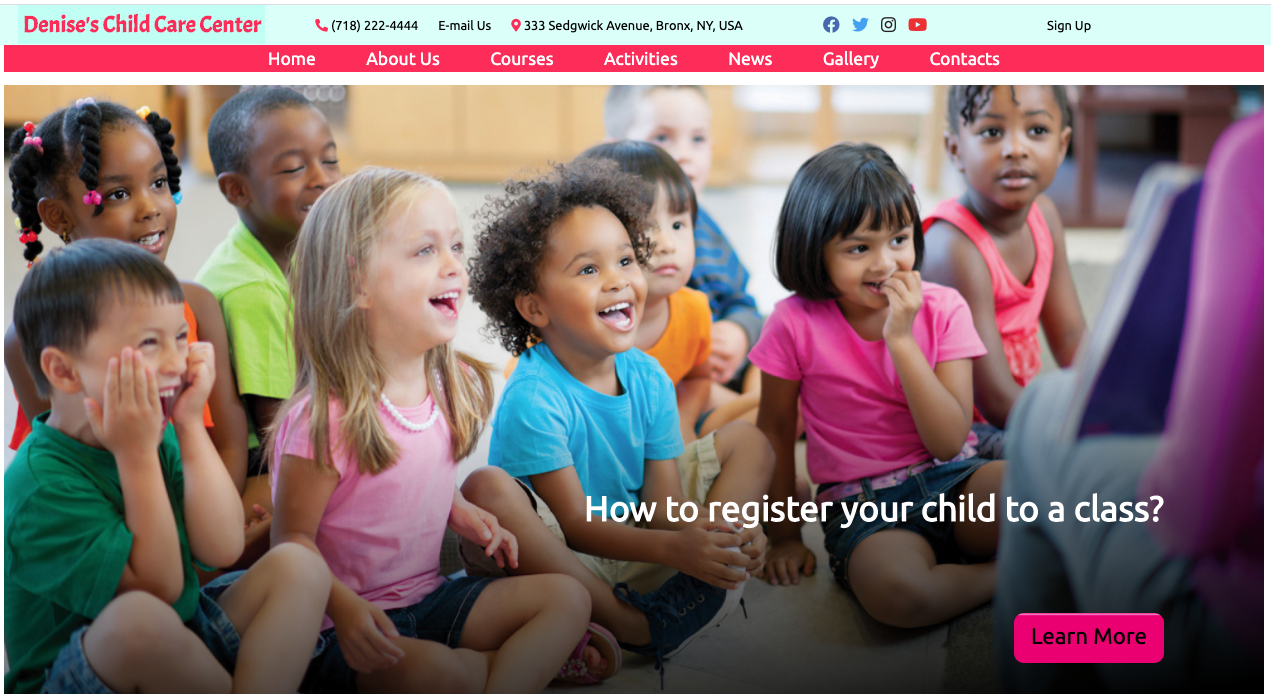 Denise's Child Care Center (718) 222-4444 E-mail Us 333 Sedgwick Avenue, Bronx, NY, USA Sign Up
Home About Us Courses Activities News Gallery Contacts
How to register your child to a class?
Learn More